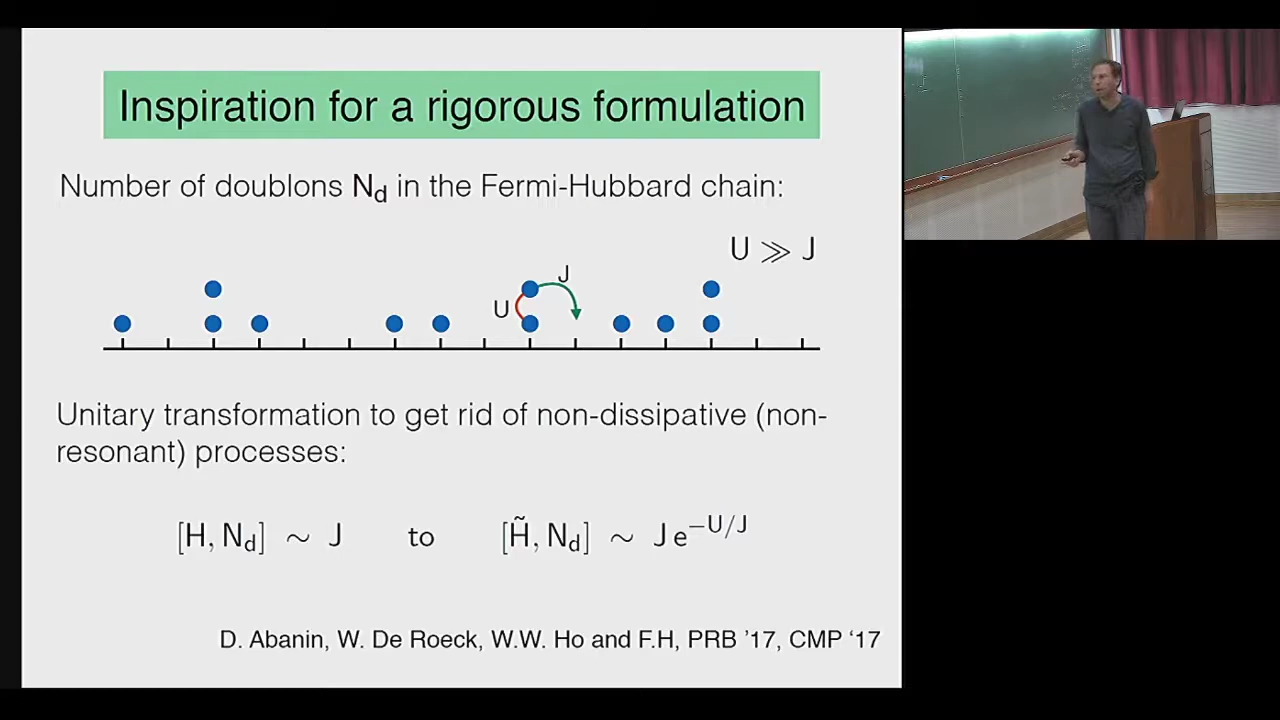 Inspiration for a rigorous formulation
Number of doublons N_d in the Fermi-Hubbard chain:
U ≫ J
J
U
Unitary transformation to get rid of non-dissipative (non-
resonant) processes:
[H, N_d] ∼ J to [H̃, N_d] ∼ J e^{−U/J}
D. Abanin, W. De Roeck, W.W. Ho and F.H, PRB '17, CMP '17